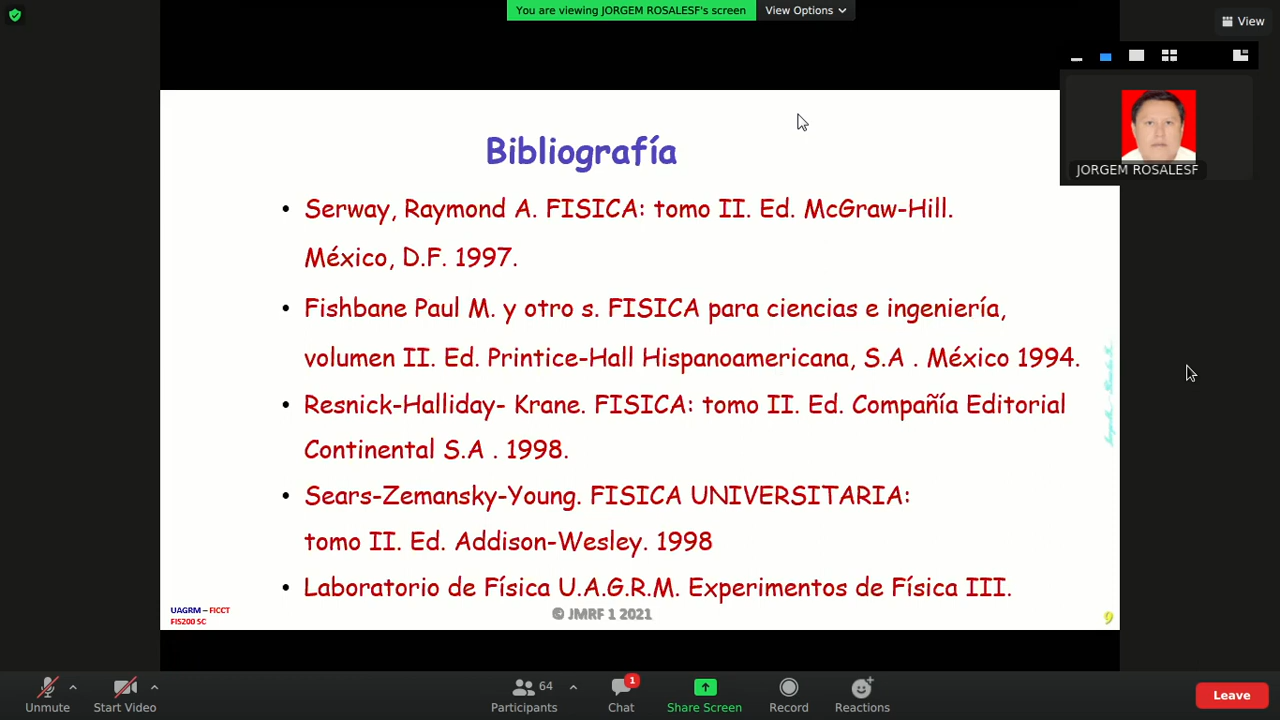 You are viewing JORGEM ROSALESF's screen
View Options
View
JORGEM ROSALESF
Bibliografía
• Serway, Raymond A. FISICA: tomo II. Ed. McGraw-Hill.
México, D.F. 1997.
• Fishbane Paul M. y otro s. FISICA para ciencias e ingeniería,
volumen II. Ed. Printice-Hall Hispanoamericana, S.A . México 1994.
• Resnick-Halliday- Krane. FISICA: tomo II. Ed. Compañía Editorial
Continental S.A . 1998.
• Sears-Zemansky-Young. FISICA UNIVERSITARIA:
tomo II. Ed. Addison-Wesley. 1998
• Laboratorio de Física U.A.G.R.M. Experimentos de Física III.
UAGRM – FICCT
FIS200 SC
© JMRF 1 2021
9
Unmute
Start Video
64
Participants
1
Chat
Share Screen
Record
Reactions
Leave